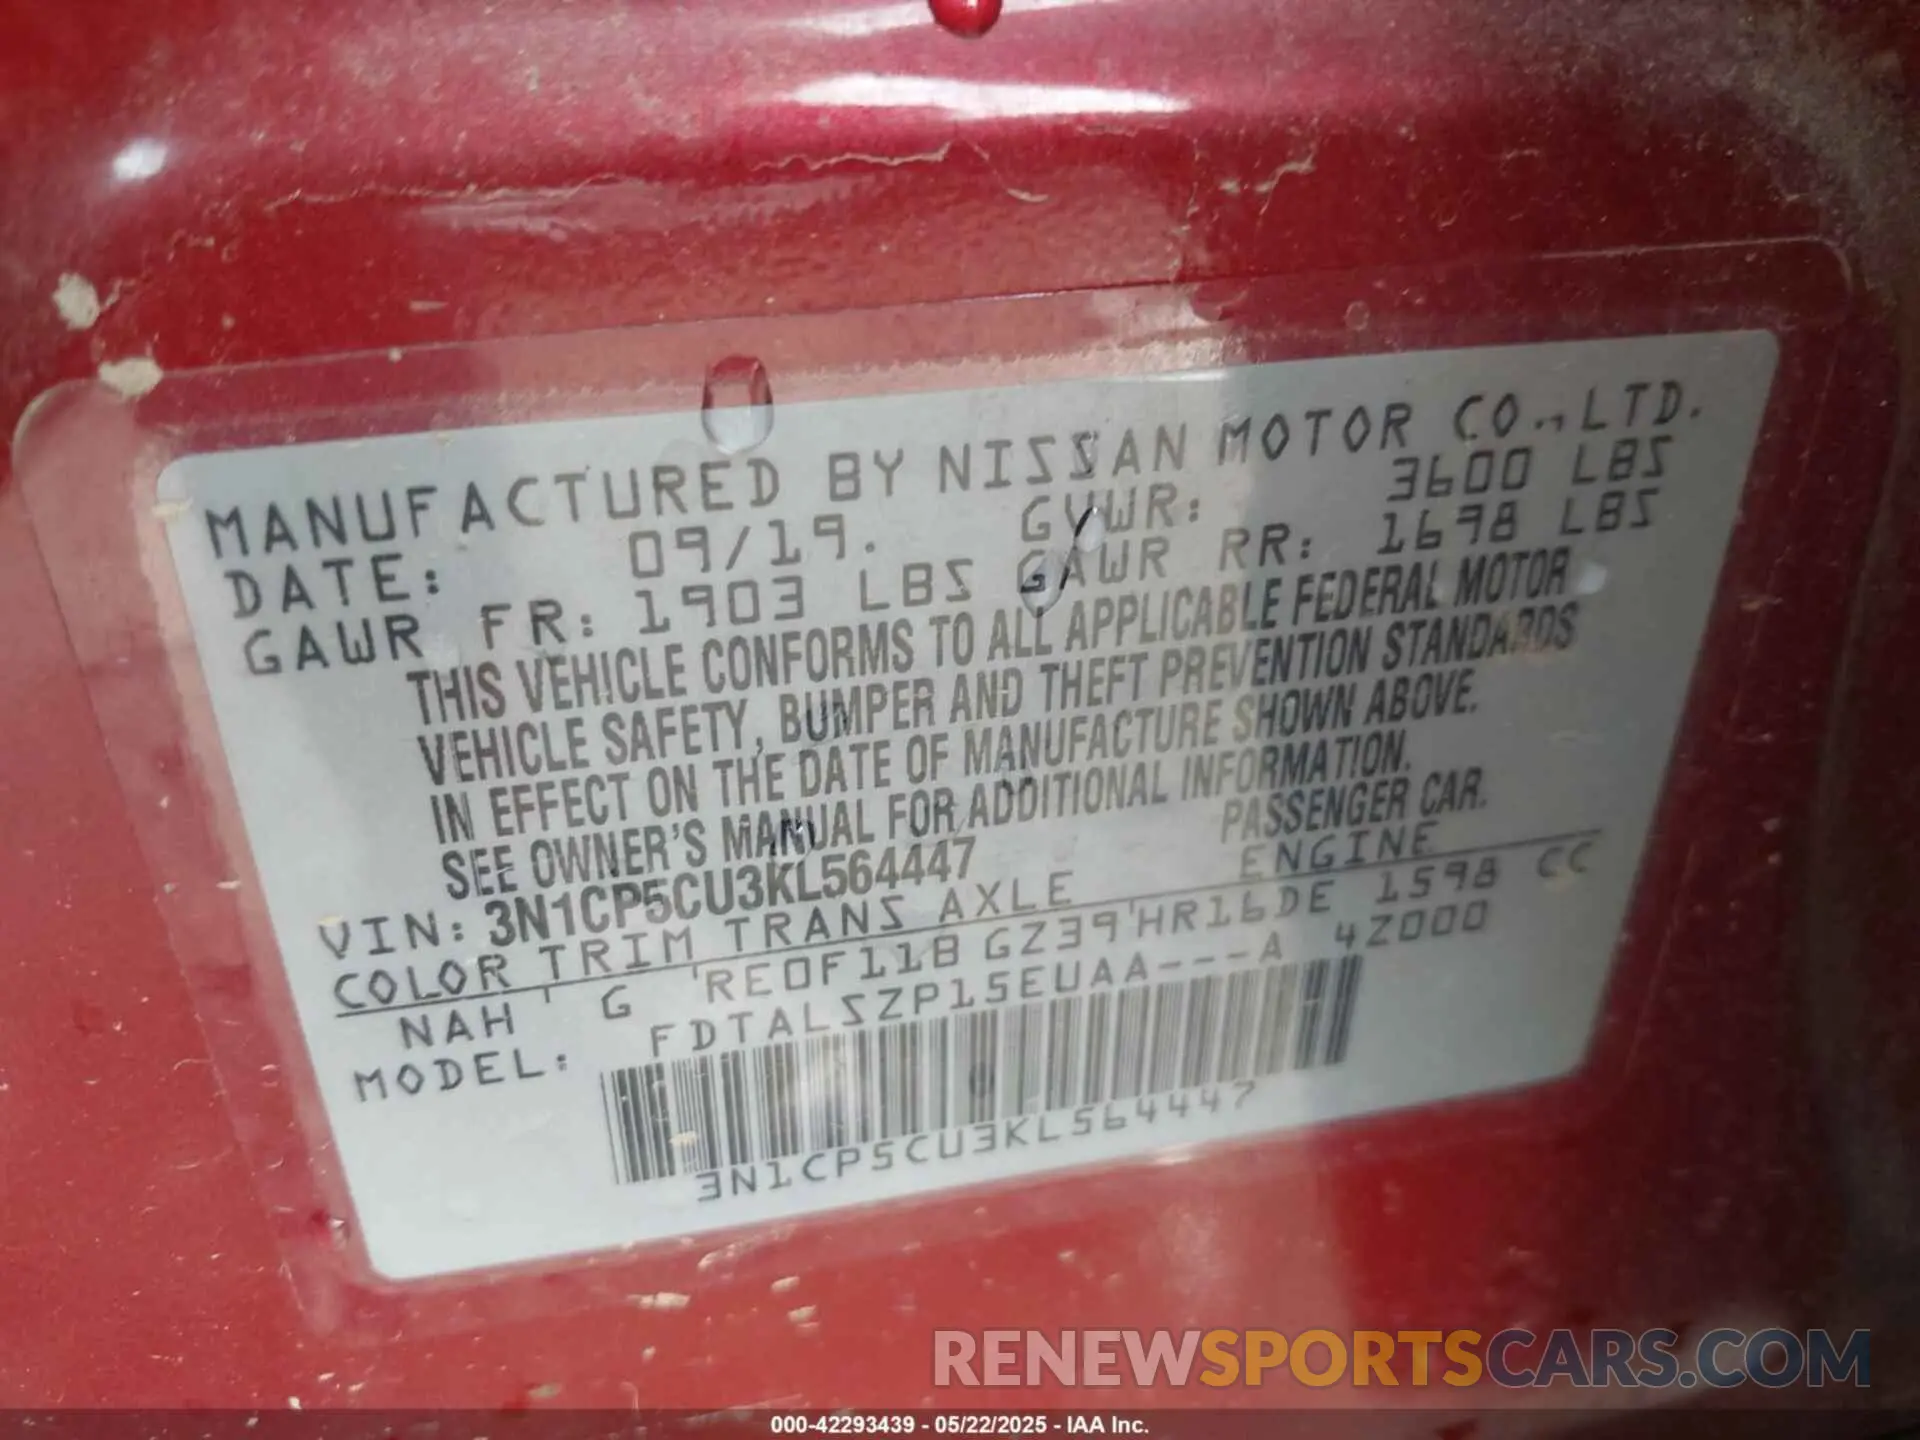 MANUFACTURED BY NISSAN MOTOR CO.,LTD.
DATE: 09/19. GVWR: 3600 LBS
GAWR FR: 1903 LBS GAWR RR: 1698 LBS
THIS VEHICLE CONFORMS TO ALL APPLICABLE FEDERAL MOTOR
VEHICLE SAFETY, BUMPER AND THEFT PREVENTION STANDARDS
IN EFFECT ON THE DATE OF MANUFACTURE SHOWN ABOVE.
SEE OWNER'S MANUAL FOR ADDITIONAL INFORMATION.
VIN: 3N1CP5CU3KL564447 PASSENGER CAR.
COLOR TRIM TRANS AXLE ENGINE
NAH G RE0F11B GZ39 HR16DE 1598 CC
MODEL: FDTALSZP15EUAA---A 4Z000
3N1CP5CU3KL564447
RENEWSPORTSCARS.COM
000-42293439 - 05/22/2025 - IAA Inc.